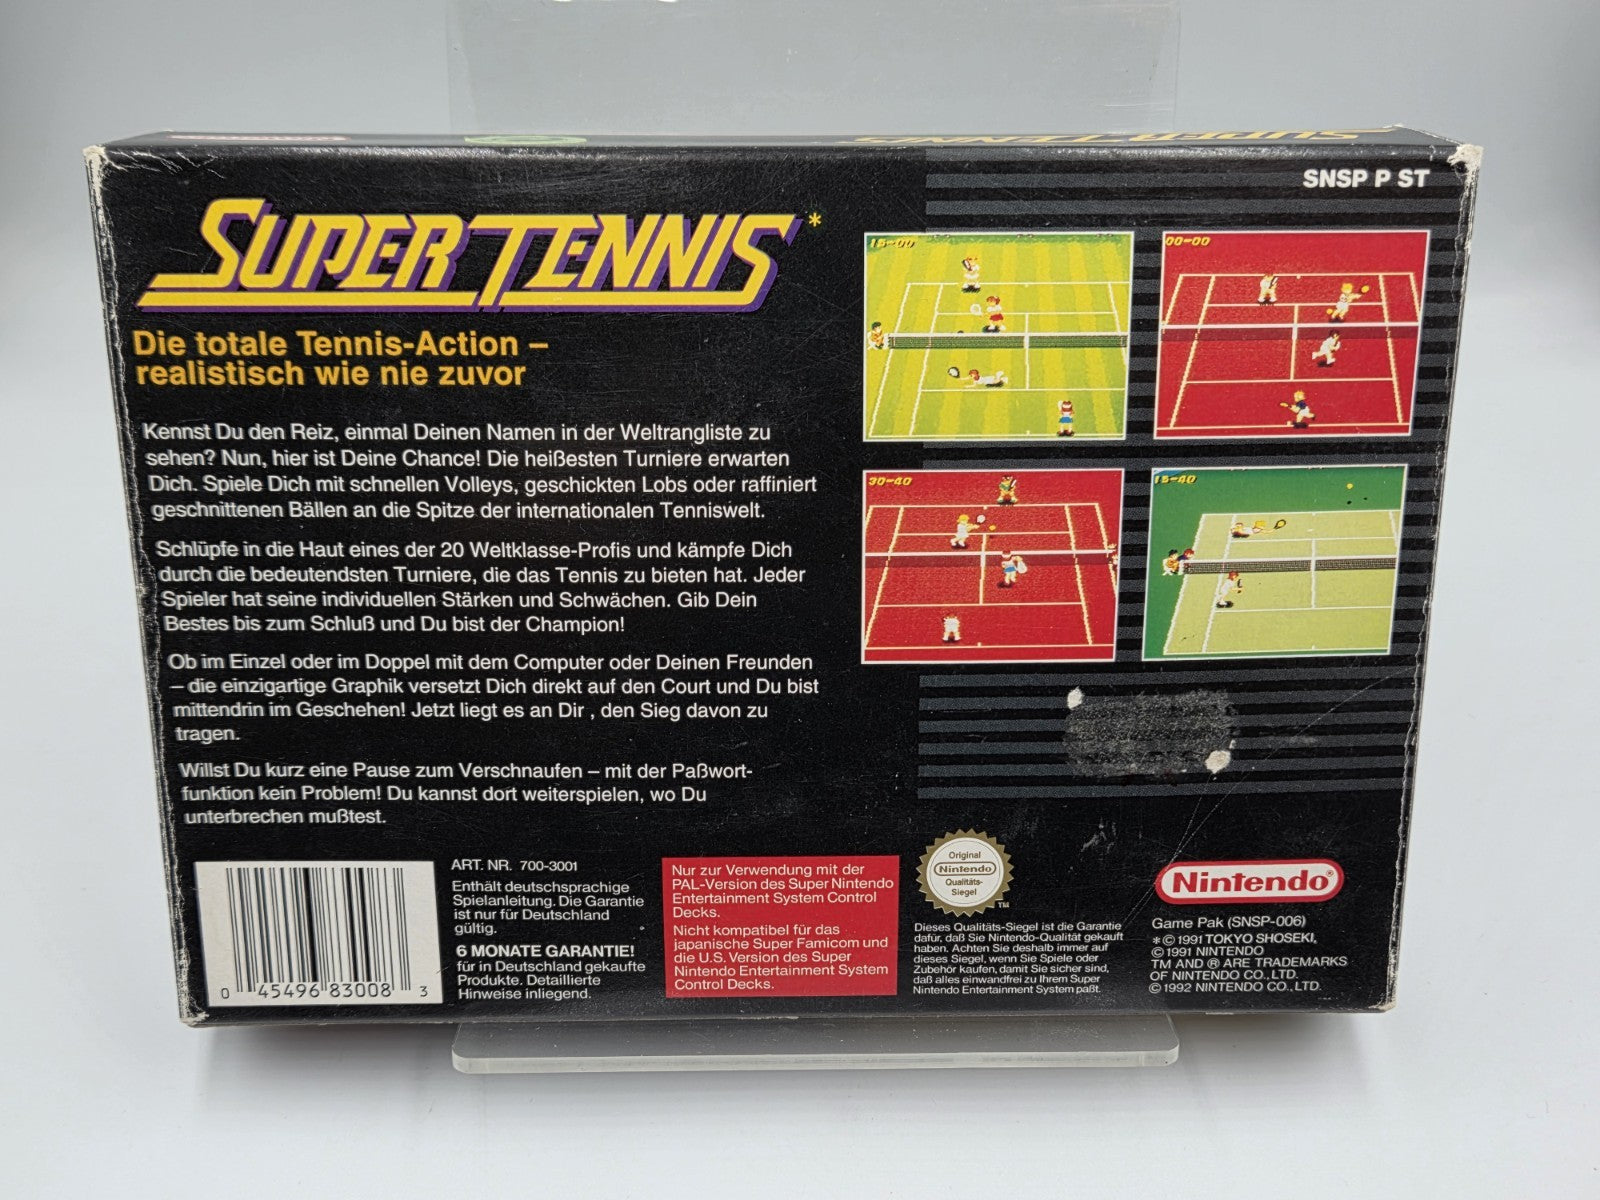 SUPER TENNIS
SNSP P ST
SUPER TENNIS*
Die totale Tennis-Action –
realistisch wie nie zuvor
Kennst Du den Reiz, einmal Deinen Namen in der Weltrangliste zu
sehen? Nun, hier ist Deine Chance! Die heißesten Turniere erwarten
Dich. Spiele Dich mit schnellen Volleys, geschickten Lobs oder raffiniert
geschnittenen Bällen an die Spitze der internationalen Tenniswelt.
Schlüpfe in die Haut eines der 20 Weltklasse-Profis und kämpfe Dich
durch die bedeutendsten Turniere, die das Tennis zu bieten hat. Jeder
Spieler hat seine individuellen Stärken und Schwächen. Gib Dein
Bestes bis zum Schluß und Du bist der Champion!
Ob im Einzel oder im Doppel mit dem Computer oder Deinen Freunden
– die einzigartige Graphik versetzt Dich direkt auf den Court und Du bist
mittendrin im Geschehen! Jetzt liegt es an Dir , den Sieg davon zu
tragen.
Willst Du kurz eine Pause zum Verschnaufen – mit der Paßwort-
funktion kein Problem! Du kannst dort weiterspielen, wo Du
unterbrechen mußtest.
15-00
00-00
30-40
15-40
0 45496 83008 3
ART. NR. 700-3001
Enthält deutschsprachige
Spielanleitung. Die Garantie
ist nur für Deutschland
gültig.
6 MONATE GARANTIE!
für in Deutschland gekaufte
Produkte. Detaillierte
Hinweise inliegend.
Nur zur Verwendung mit der
PAL-Version des Super Nintendo
Entertainment System Control
Decks.
Nicht kompatibel für das
japanische Super Famicom und
die U.S. Version des Super
Nintendo Entertainment System
Control Decks.
Original
Nintendo
Qualitäts-
Siegel
TM
Dieses Qualitäts-Siegel ist die Garantie
dafür, daß Sie Nintendo-Qualität gekauft
haben. Achten Sie deshalb immer auf
dieses Siegel, wenn Sie Spiele oder
Zubehör kaufen, damit Sie sicher sind,
daß alles einwandfrei zu Ihrem Super
Nintendo Entertainment System paßt.
Nintendo®
Game Pak (SNSP-006)
*© 1991 TOKYO SHOSEKI,
© 1991 NINTENDO
TM AND ® ARE TRADEMARKS
OF NINTENDO CO., LTD.
© 1992 NINTENDO CO., LTD.